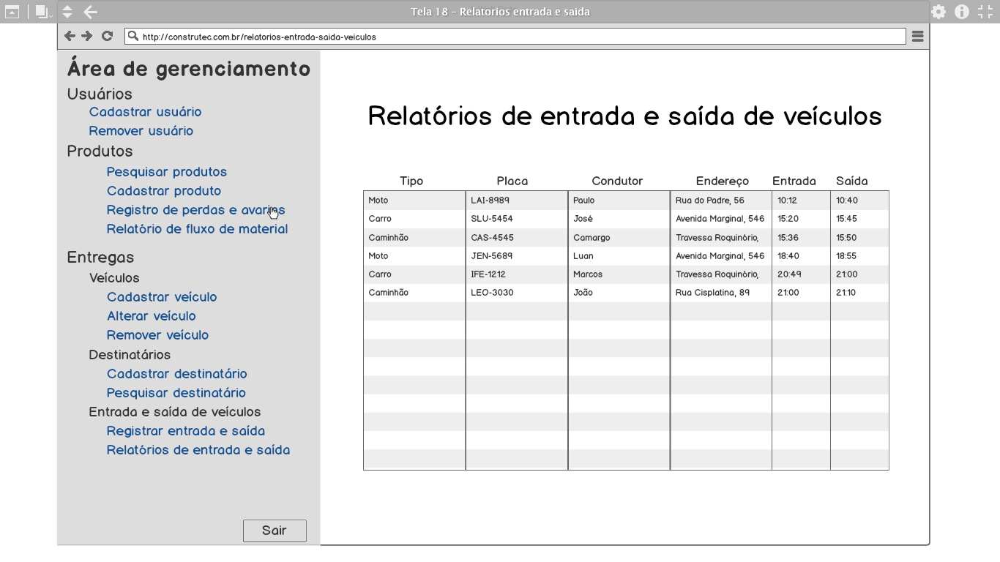 Tela 18 - Relatorios entrada e saida
http://construtec.com.br/relatorios-entrada-saida-veiculos
Área de gerenciamento
Usuários
Cadastrar usuário
Remover usuário
Produtos
Pesquisar produtos
Cadastrar produto
Registro de perdas e avarias
Relatório de fluxo de material
Entregas
Veículos
Cadastrar veículo
Alterar veículo
Remover veículo
Destinatários
Cadastrar destinatário
Pesquisar destinatário
Entrada e saída de veículos
Registrar entrada e saída
Relatórios de entrada e saída
Sair
Relatórios de entrada e saída de veículos
Tipo Placa Condutor Endereço Entrada Saída
Moto LAI-8989 Paulo Rua do Padre, 56 10:12 10:40
Carro SLU-5454 José Avenida Marginal, 546 15:20 15:45
Caminhão CAS-4545 Camargo Travessa Roquinório, 15:36 15:50
Moto JEN-5689 Luan Avenida Marginal, 546 18:40 18:55
Carro IFE-1212 Marcos Travessa Roquinório, 20:49 21:00
Caminhão LEO-3030 João Rua Cisplatina, 89 21:00 21:10